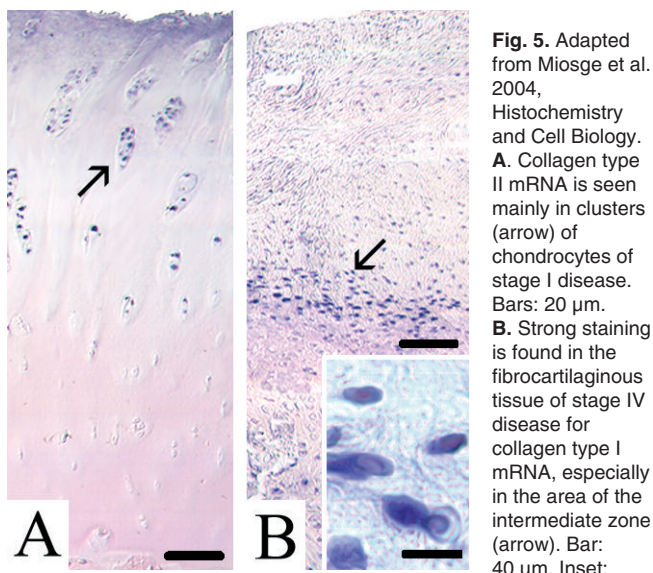 Fig. 5. Adapted
from Miosge et al.
2004,
Histochemistry
and Cell Biology.
A. Collagen type
II mRNA is seen
mainly in clusters
(arrow) of
chondrocytes of
stage I disease.
Bars: 20 µm.
B. Strong staining
is found in the
fibrocartilaginous
tissue of stage IV
disease for
collagen type I
mRNA, especially
in the area of the
intermediate zone
(arrow). Bar:
40 µm. Inset:
A
B